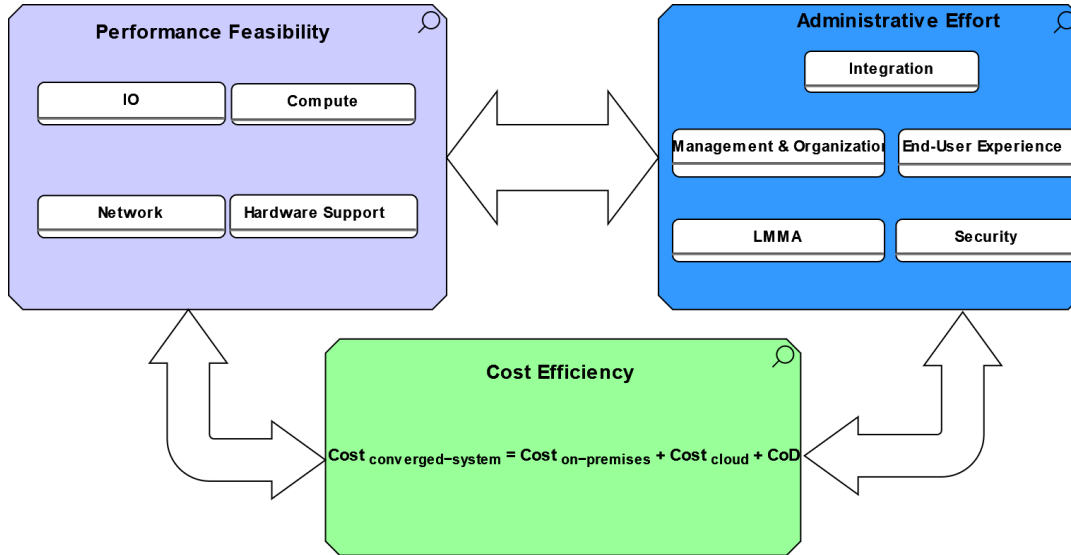 Performance Feasibility
IO
Compute
Network
Hardware Support
Administrative Effort
Integration
Management & Organization
End-User Experience
LMMA
Security
Cost Efficiency
Cost converged-system = Cost on-premises + Cost cloud + CoD